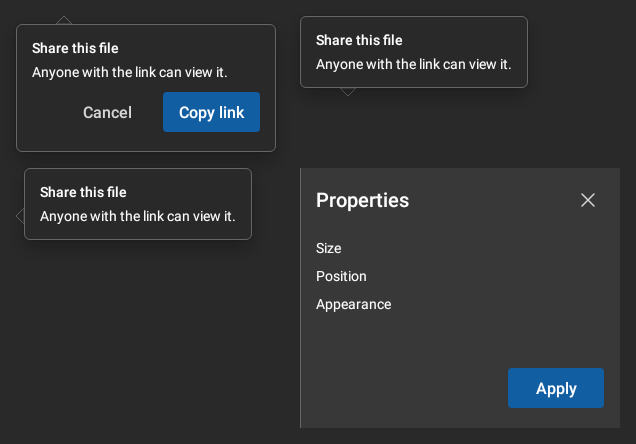 Share this file
Anyone with the link can view it.
Cancel
Copy link
Share this file
Anyone with the link can view it.
Share this file
Anyone with the link can view it.
Properties
Size
Position
Appearance
Apply